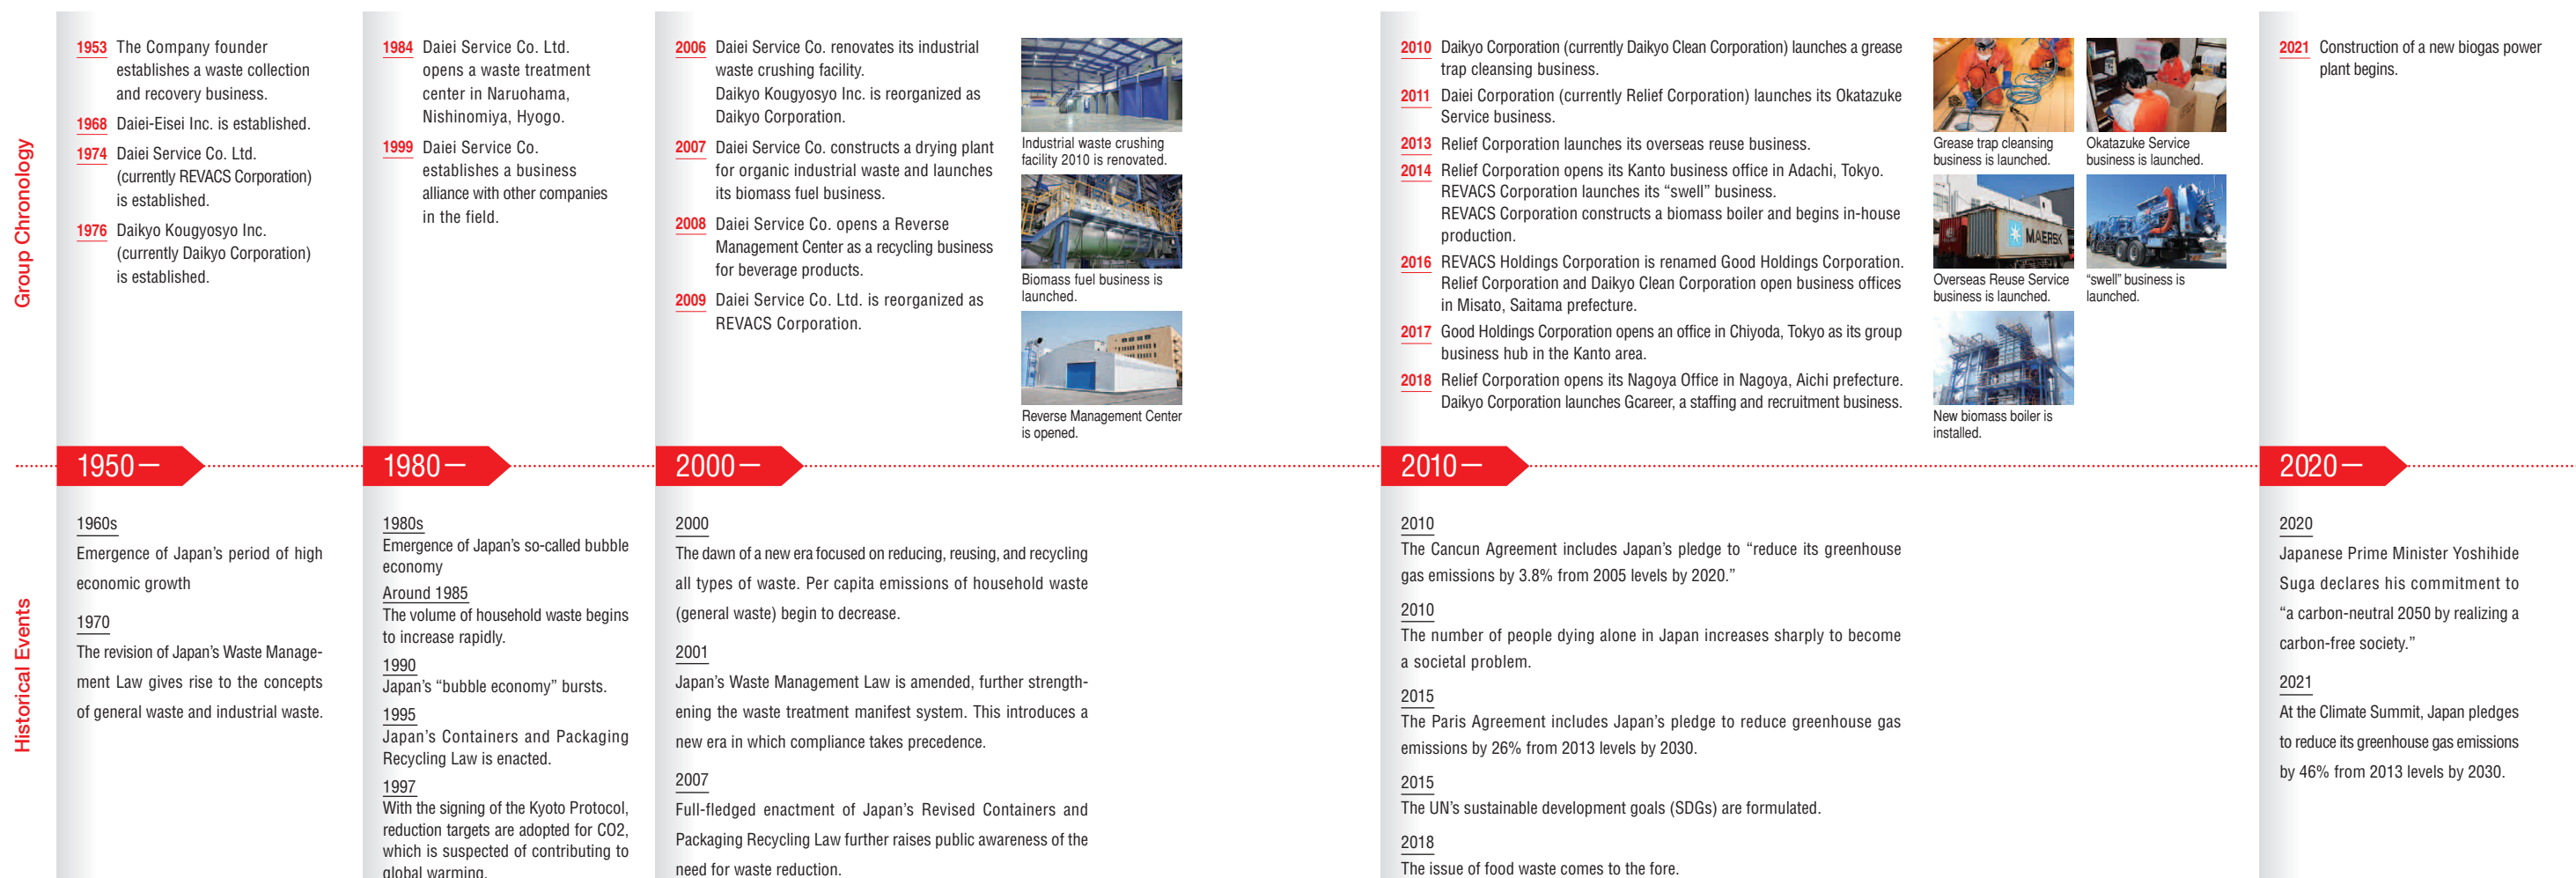 Group Chronology
1953 The Company founder
establishes a waste collection
and recovery business.
1968 Daiei-Eisei Inc. is established.
1974 Daiei Service Co. Ltd.
(currently REVACS Corporation)
is established.
1976 Daikyo Kougyosyo Inc.
(currently Daikyo Corporation)
is established.
1984 Daiei Service Co. Ltd.
opens a waste treatment
center in Naruohama,
Nishinomiya, Hyogo.
1999 Daiei Service Co.
establishes a business
alliance with other companies
in the field.
2006 Daiei Service Co. renovates its industrial
waste crushing facility.
Daikyo Kougyosyo Inc. is reorganized as
Daikyo Corporation.
2007 Daiei Service Co. constructs a drying plant
for organic industrial waste and launches
its biomass fuel business.
2008 Daiei Service Co. opens a Reverse
Management Center as a recycling business
for beverage products.
2009 Daiei Service Co. Ltd. is reorganized as
REVACS Corporation.
Industrial waste crushing
facility 2010 is renovated.
Biomass fuel business is
launched.
Reverse Management Center
is opened.
2010 Daikyo Corporation (currently Daikyo Clean Corporation) launches a grease
trap cleansing business.
2011 Daiei Corporation (currently Relief Corporation) launches its Okatazuke
Service business.
2013 Relief Corporation launches its overseas reuse business.
2014 Relief Corporation opens its Kanto business office in Adachi, Tokyo.
REVACS Corporation launches its “swell” business.
REVACS Corporation constructs a biomass boiler and begins in-house
production.
2016 REVACS Holdings Corporation is renamed Good Holdings Corporation.
Relief Corporation and Daikyo Clean Corporation open business offices
in Misato, Saitama prefecture.
2017 Good Holdings Corporation opens an office in Chiyoda, Tokyo as its group
business hub in the Kanto area.
2018 Relief Corporation opens its Nagoya Office in Nagoya, Aichi prefecture.
Daikyo Corporation launches Gcareer, a staffing and recruitment business.
Grease trap cleansing
business is launched.
Okatazuke Service
business is launched.
MAERSK
Overseas Reuse Service
business is launched.
“swell” business is
launched.
New biomass boiler is
installed.
2021 Construction of a new biogas power
plant begins.
1950—
1980—
2000—
2010—
2020—
Historical Events
1960s
Emergence of Japan’s period of high
economic growth
1970
The revision of Japan’s Waste Manage-
ment Law gives rise to the concepts
of general waste and industrial waste.
1980s
Emergence of Japan’s so-called bubble
economy
Around 1985
The volume of household waste begins
to increase rapidly.
1990
Japan’s “bubble economy” bursts.
1995
Japan’s Containers and Packaging
Recycling Law is enacted.
1997
With the signing of the Kyoto Protocol,
reduction targets are adopted for CO2,
which is suspected of contributing to
global warming.
2000
The dawn of a new era focused on reducing, reusing, and recycling
all types of waste. Per capita emissions of household waste
(general waste) begin to decrease.
2001
Japan’s Waste Management Law is amended, further strength-
ening the waste treatment manifest system. This introduces a
new era in which compliance takes precedence.
2007
Full-fledged enactment of Japan’s Revised Containers and
Packaging Recycling Law further raises public awareness of the
need for waste reduction.
2010
The Cancun Agreement includes Japan’s pledge to “reduce its greenhouse
gas emissions by 3.8% from 2005 levels by 2020.”
2010
The number of people dying alone in Japan increases sharply to become
a societal problem.
2015
The Paris Agreement includes Japan’s pledge to reduce greenhouse gas
emissions by 26% from 2013 levels by 2030.
2015
The UN’s sustainable development goals (SDGs) are formulated.
2018
The issue of food waste comes to the fore.
2020
Japanese Prime Minister Yoshihide
Suga declares his commitment to
“a carbon-neutral 2050 by realizing a
carbon-free society.”
2021
At the Climate Summit, Japan pledges
to reduce its greenhouse gas emissions
by 46% from 2013 levels by 2030.